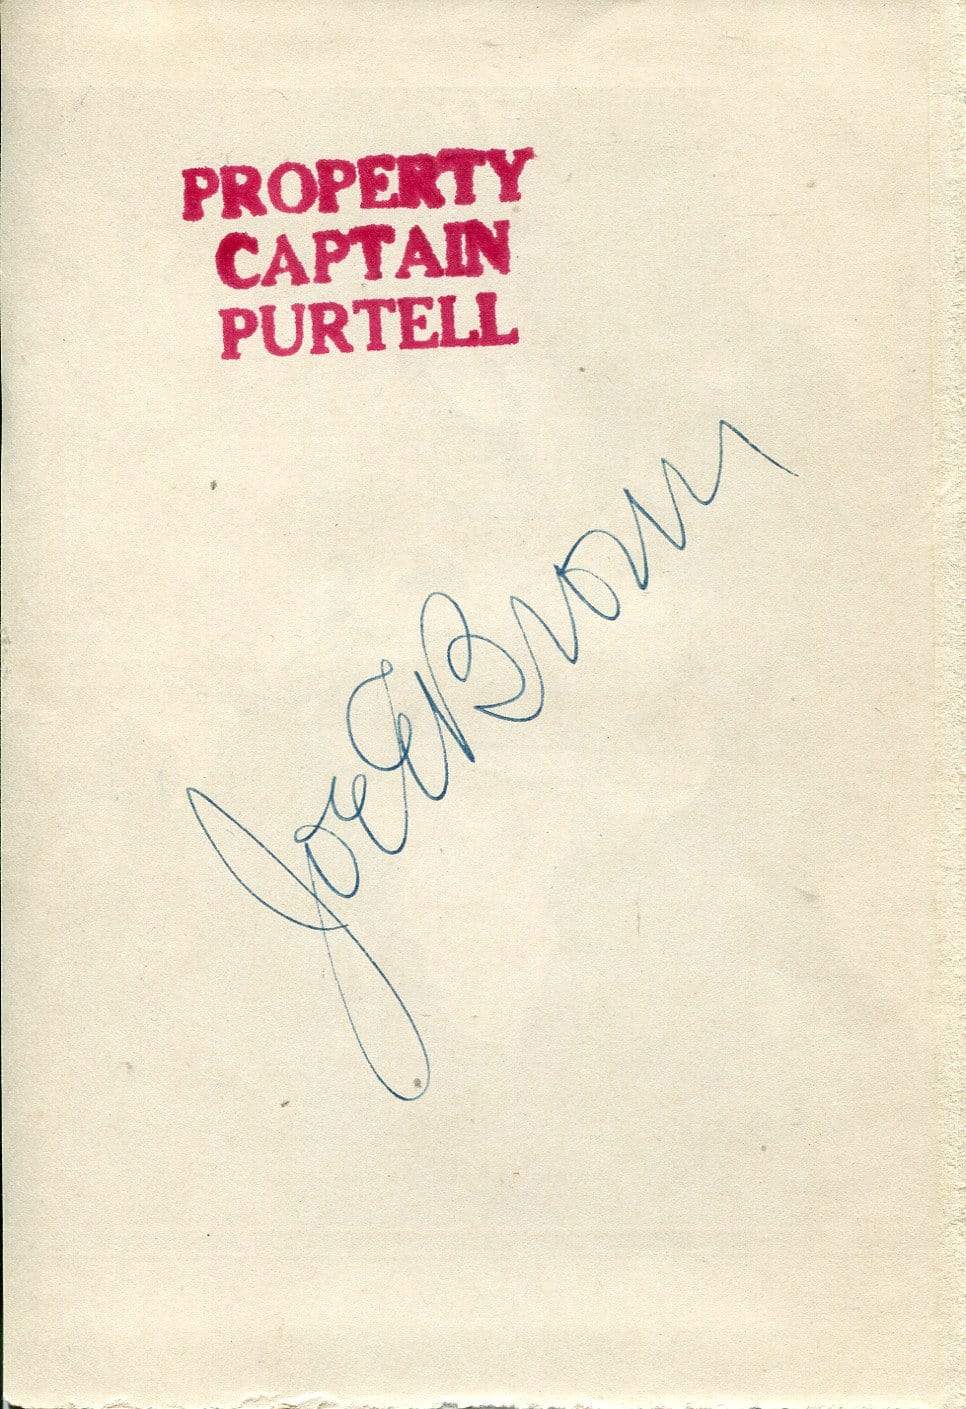 PROPERTY
CAPTAIN
PURTELL
Joe E Brown